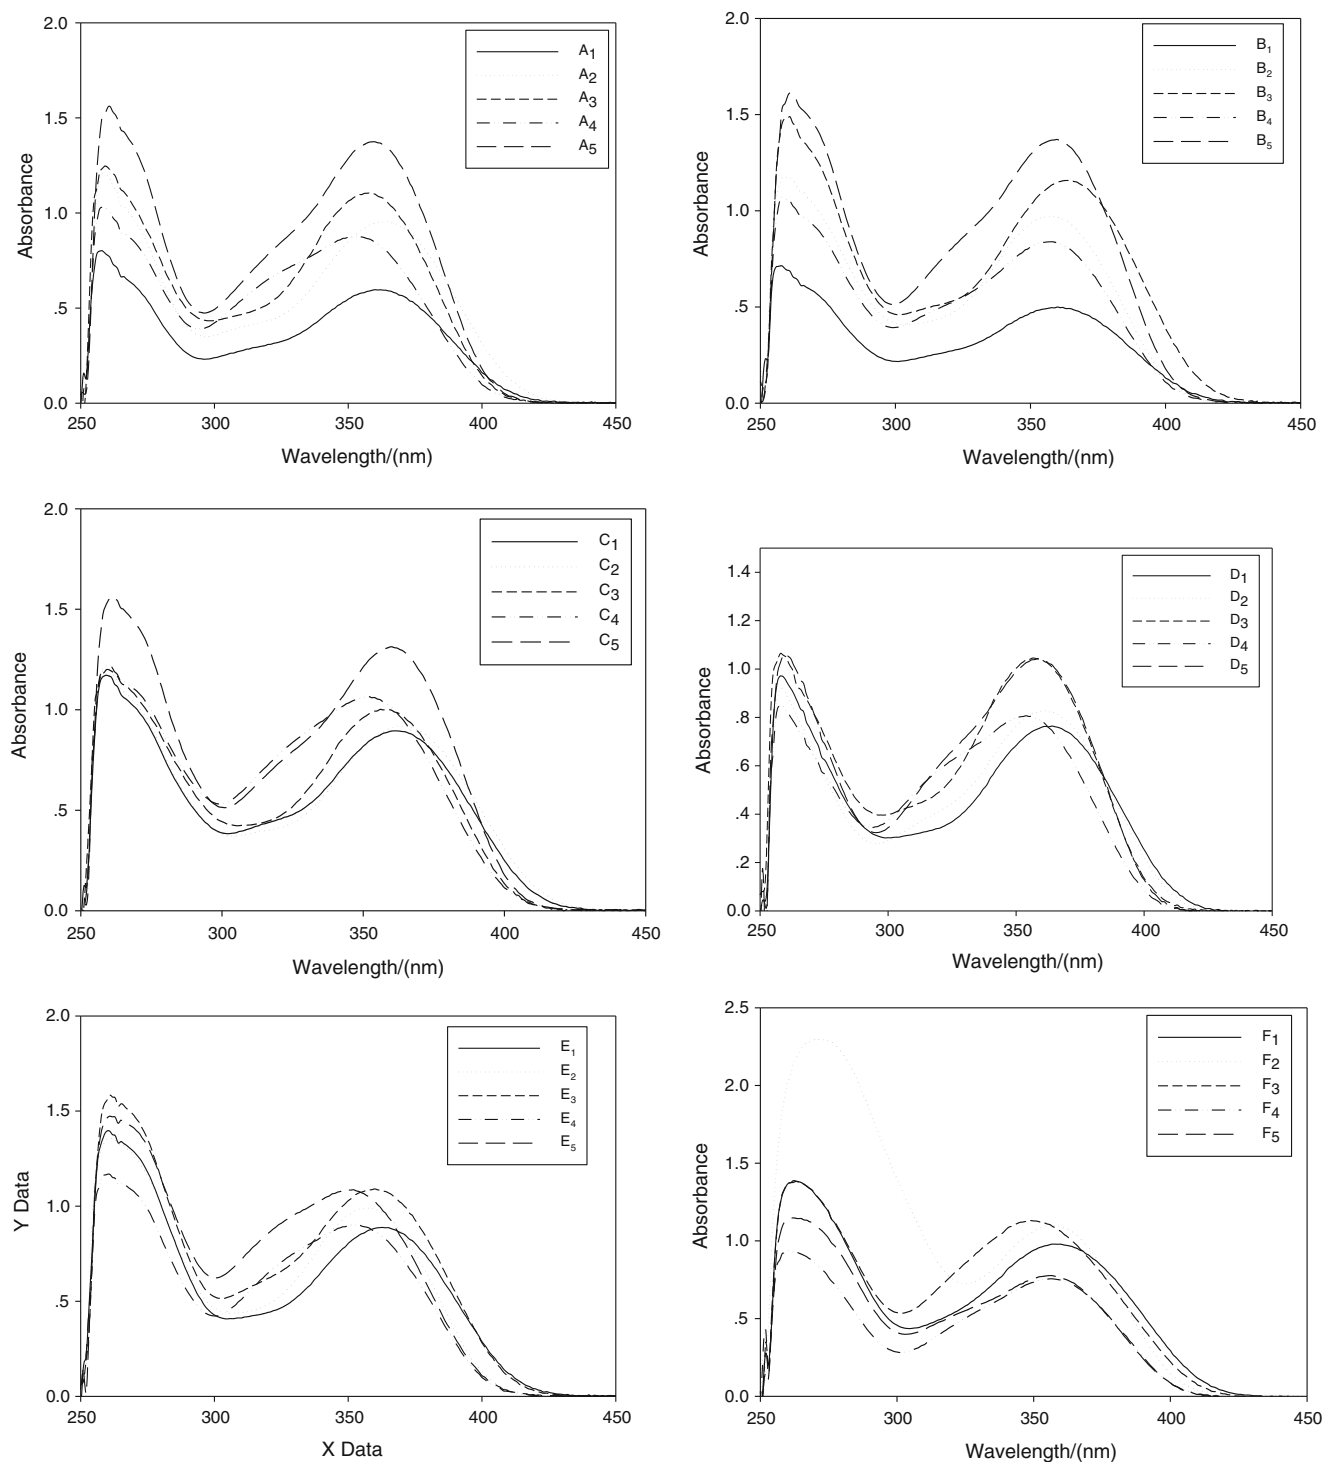 2.0
1.5
1.0
.5
0.0
Absorbance
250 300 350 400 450
Wavelength/(nm)
A1
A2
A3
A4
A5
2.0
1.5
1.0
.5
0.0
Absorbance
250 300 350 400 450
Wavelength/(nm)
B1
B2
B3
B4
B5
2.0
1.5
1.0
.5
0.0
Absorbance
250 300 350 400 450
Wavelength/(nm)
C1
C2
C3
C4
C5
1.4
1.2
1.0
.8
.6
.4
.2
0.0
Absorbance
250 300 350 400 450
Wavelength/(nm)
D1
D2
D3
D4
D5
2.0
1.5
1.0
.5
0.0
Y Data
250 300 350 400 450
X Data
E1
E2
E3
E4
E5
2.5
2.0
1.5
1.0
.5
0.0
Absorbance
250 300 350 400 450
Wavelength/(nm)
F1
F2
F3
F4
F5